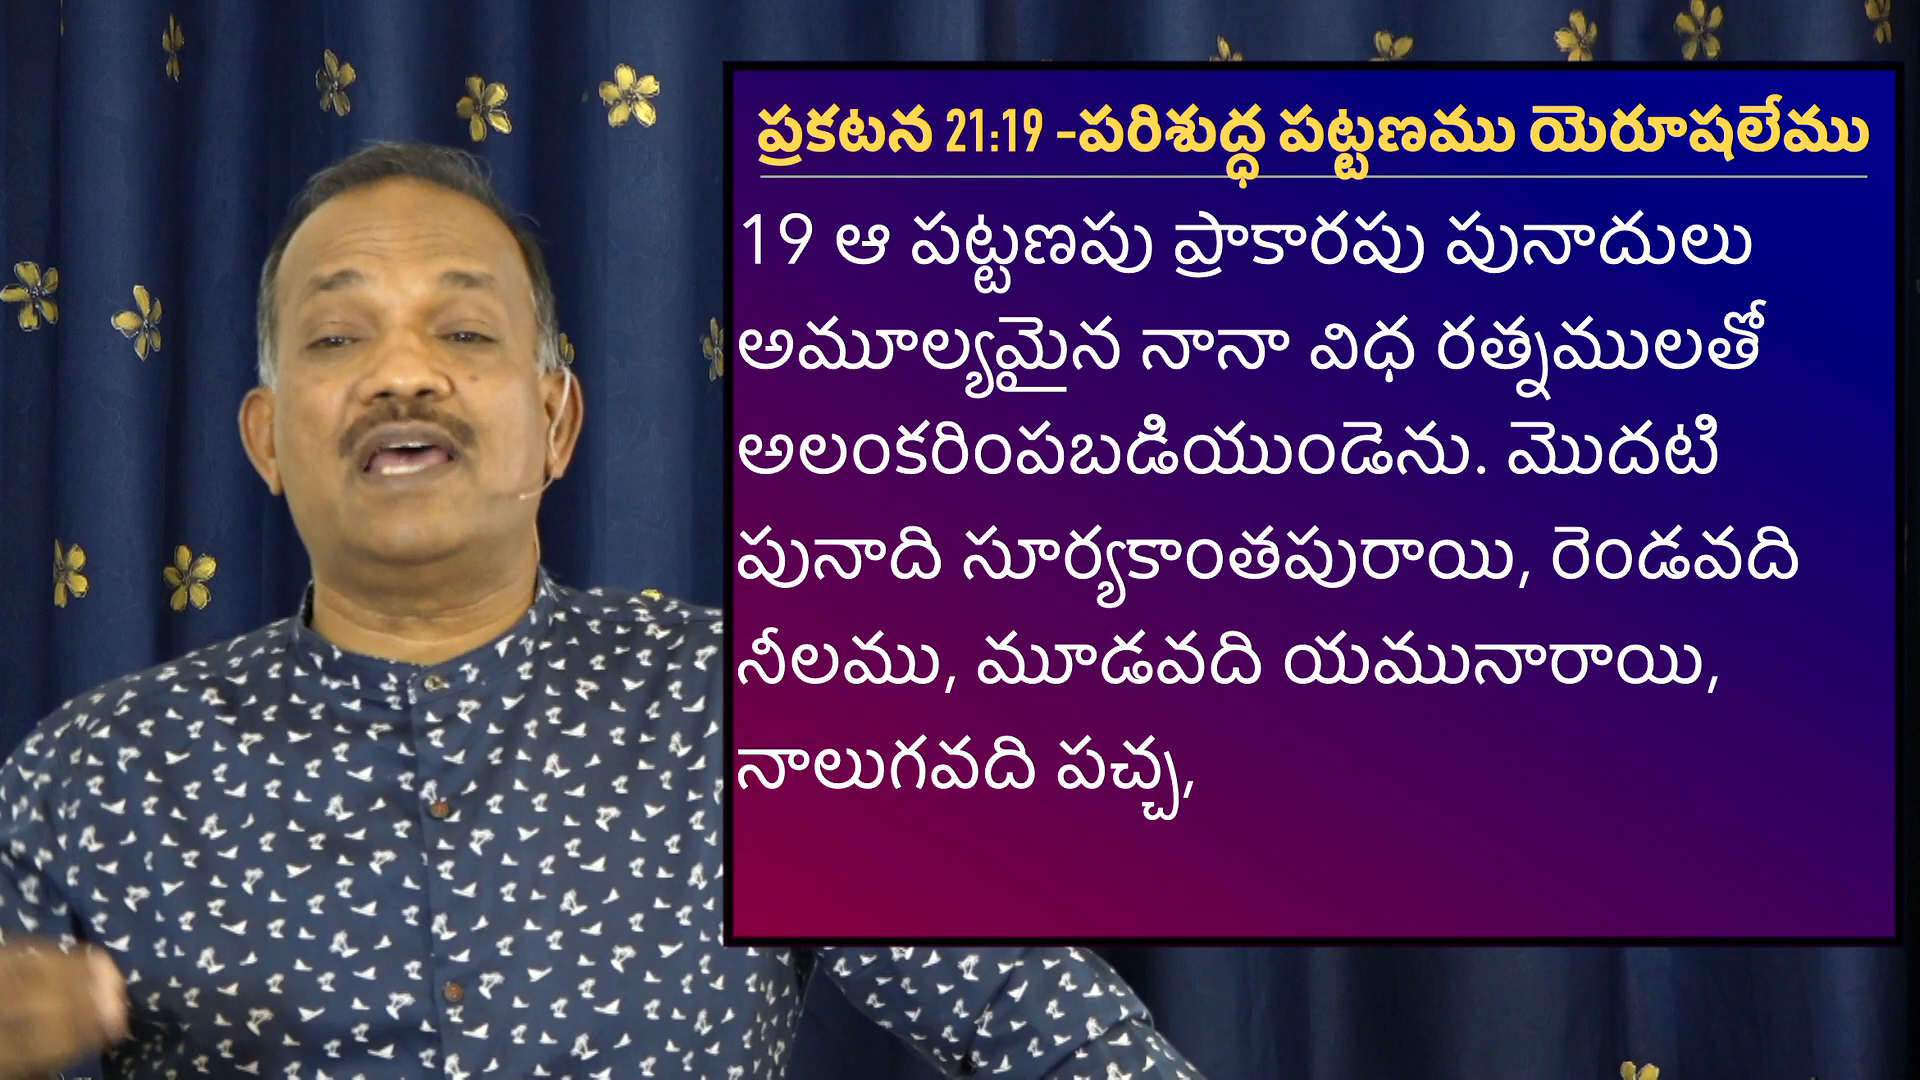 ప్రకటన 21:19 -పరిశుద్ధ పట్టణము యెరూషలేము
19 ఆ పట్టణపు ప్రాకారపు పునాదులు
అమూల్యమైన నానా విధ రత్నములతో
అలంకరింపబడియుండెను. మొదటి
పునాది సూర్యకాంతపురాయి, రెండవది
నీలము, మూడవది యమునారాయి,
నాలుగవది పచ్చ,